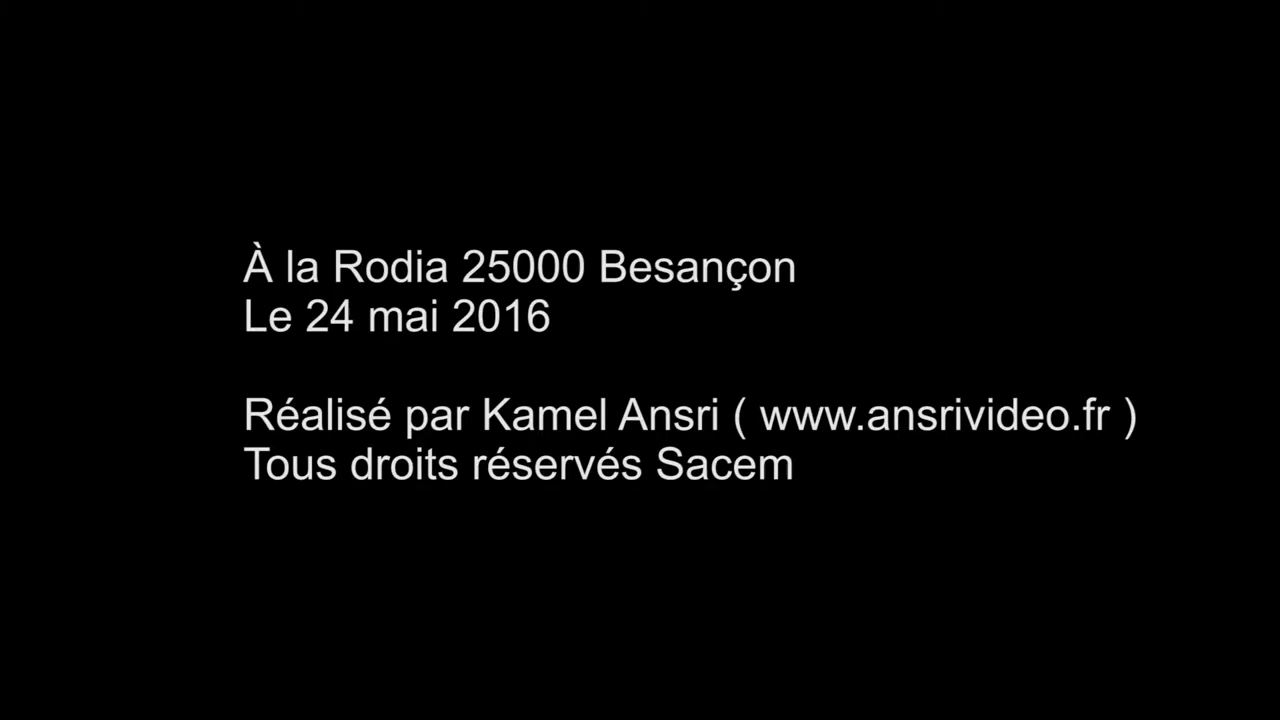 À la Rodia 25000 Besançon
Le 24 mai 2016
Réalisé par Kamel Ansri ( www.ansrivideo.fr )
Tous droits réservés Sacem